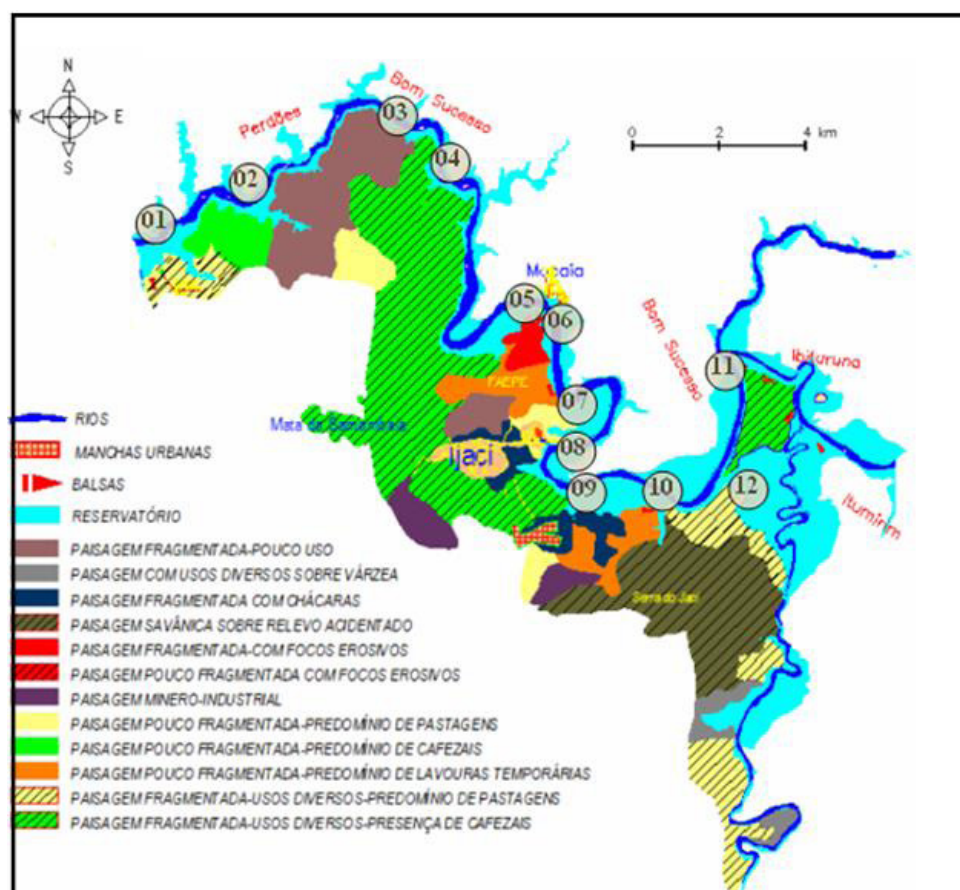 N
E
S
0 2 4 km
Perdões
Bom Sucesso
01
02
03
04
05
06
07
08
09
10
11
12
Bom Sucesso
Ibituruna
Itumirim
FAEPE
Ijaci
Serra do Jaci
RIOS
MANCHAS URBANAS
BALSAS
RESERVATÓRIO
PAISAGEM FRAGMENTADA-POUCO USO
PAISAGEM COM USOS DIVERSOS SOBRE VÁRZEA
PAISAGEM FRAGMENTADA COM CHÁCARAS
PAISAGEM SAVÂNICA SOBRE RELEVO ACIDENTADO
PAISAGEM FRAGMENTADA-COM FOCOS EROSIVOS
PAISAGEM POUCO FRAGMENTADA COM FOCOS EROSIVOS
PAISAGEM MINERO-INDUSTRIAL
PAISAGEM POUCO FRAGMENTADA-PREDOMÍNIO DE PASTAGENS
PAISAGEM POUCO FRAGMENTADA-PREDOMÍNIO DE CAFEZAIS
PAISAGEM POUCO FRAGMENTADA-PREDOMÍNIO DE LAVOURAS TEMPORÁRIAS
PAISAGEM FRAGMENTADA-USOS DIVERSOS-PREDOMÍNIO DE PASTAGENS
PAISAGEM FRAGMENTADA-USOS DIVERSOS-PRESENÇA DE CAFEZAIS
Mata da